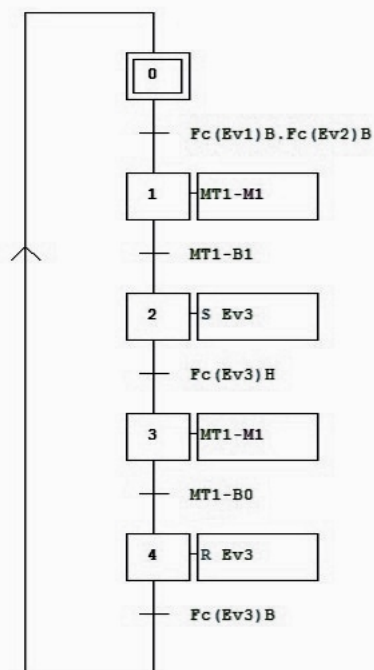 0
Fc(Ev1)B.Fc(Ev2)B
1 MT1-M1
MT1-B1
2 S Ev3
Fc(Ev3)H
3 MT1-M1
MT1-B0
4 R Ev3
Fc(Ev3)B